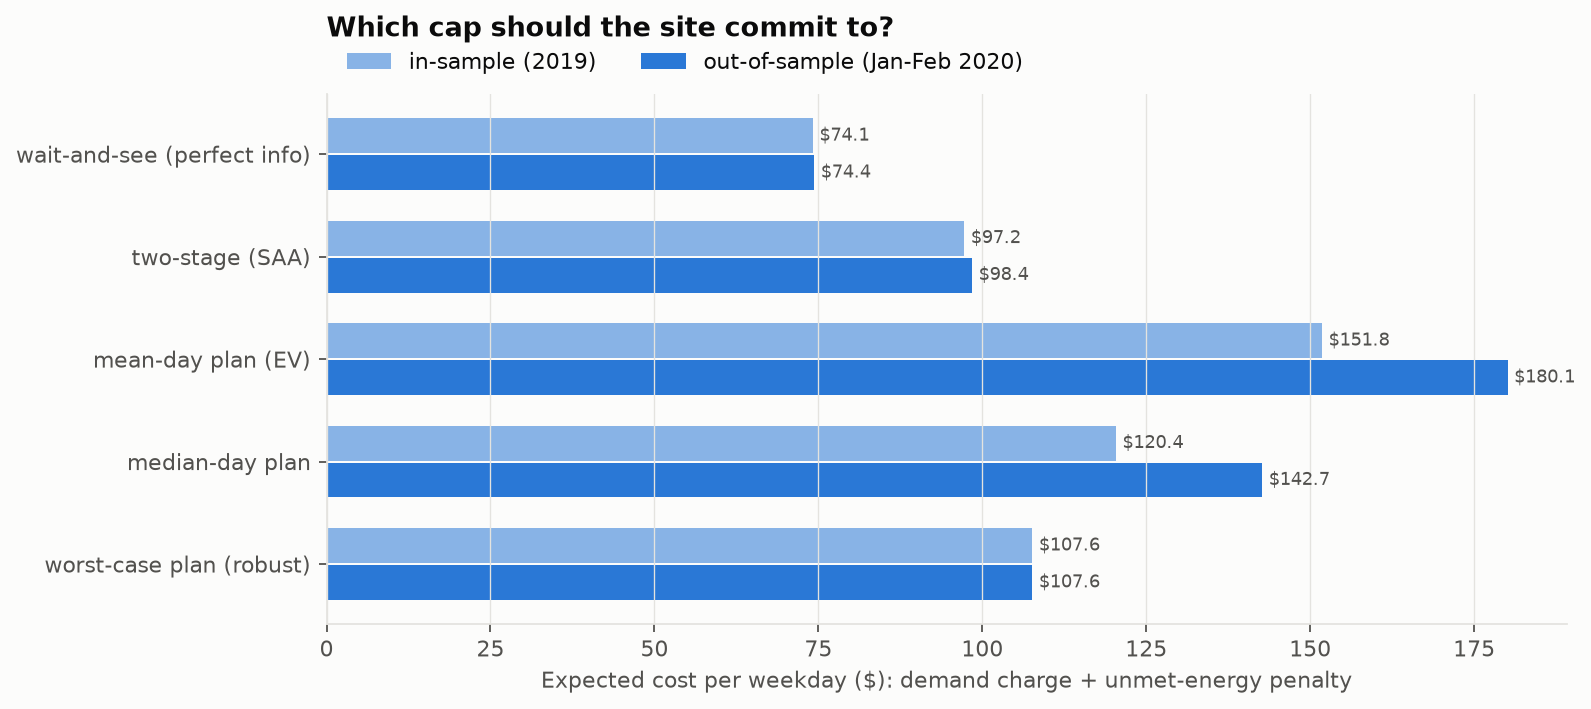 Which cap should the site commit to?
in-sample (2019) out-of-sample (Jan-Feb 2020)
wait-and-see (perfect info) $74.1
$74.4
two-stage (SAA) $97.2
$98.4
mean-day plan (EV) $151.8
$180.1
median-day plan $120.4
$142.7
worst-case plan (robust) $107.6
$107.6
0 25 50 75 100 125 150 175
Expected cost per weekday ($): demand charge + unmet-energy penalty